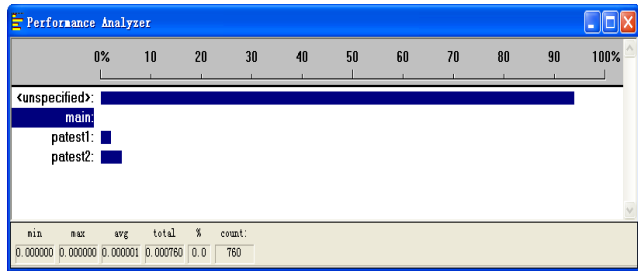 Performance Analyzer
0% 10 20 30 40 50 60 70 80 90 100%
<unspecified>:
main:
patest1:
patest2:
min max avg total % count:
0.000000 0.000000 0.000001 0.000760 0.0 760